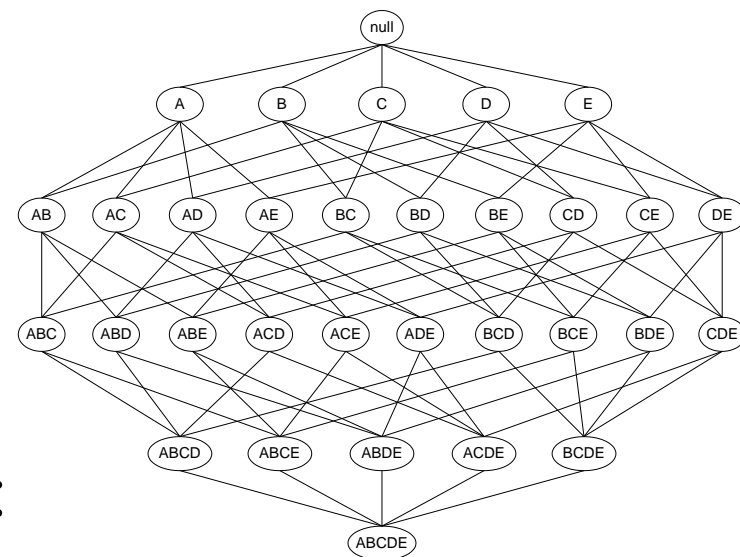 null
A B C D E
AB AC AD AE BC BD BE CD CE DE
ABC ABD ABE ACD ACE ADE BCD BCE BDE CDE
ABCD ABCE ABDE ACDE BCDE
ABCDE